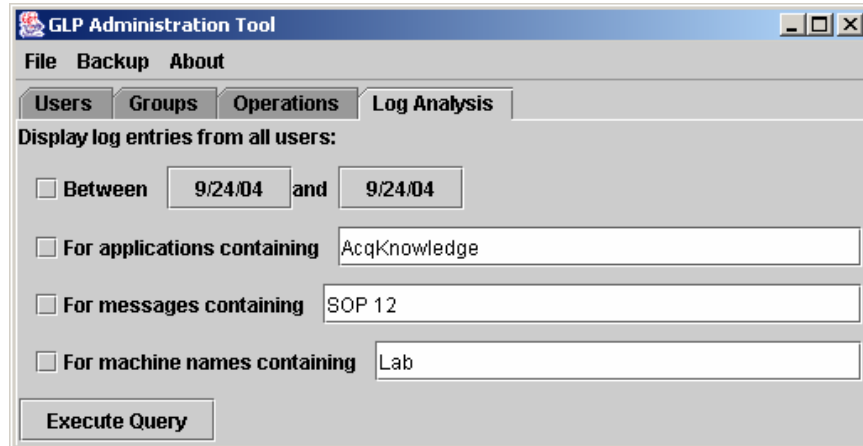 GLP Administration Tool
File Backup About
Users Groups Operations Log Analysis
Display log entries from all users:
Between 9/24/04 and 9/24/04
For applications containing AcqKnowledge
For messages containing SOP 12
For machine names containing Lab
Execute Query